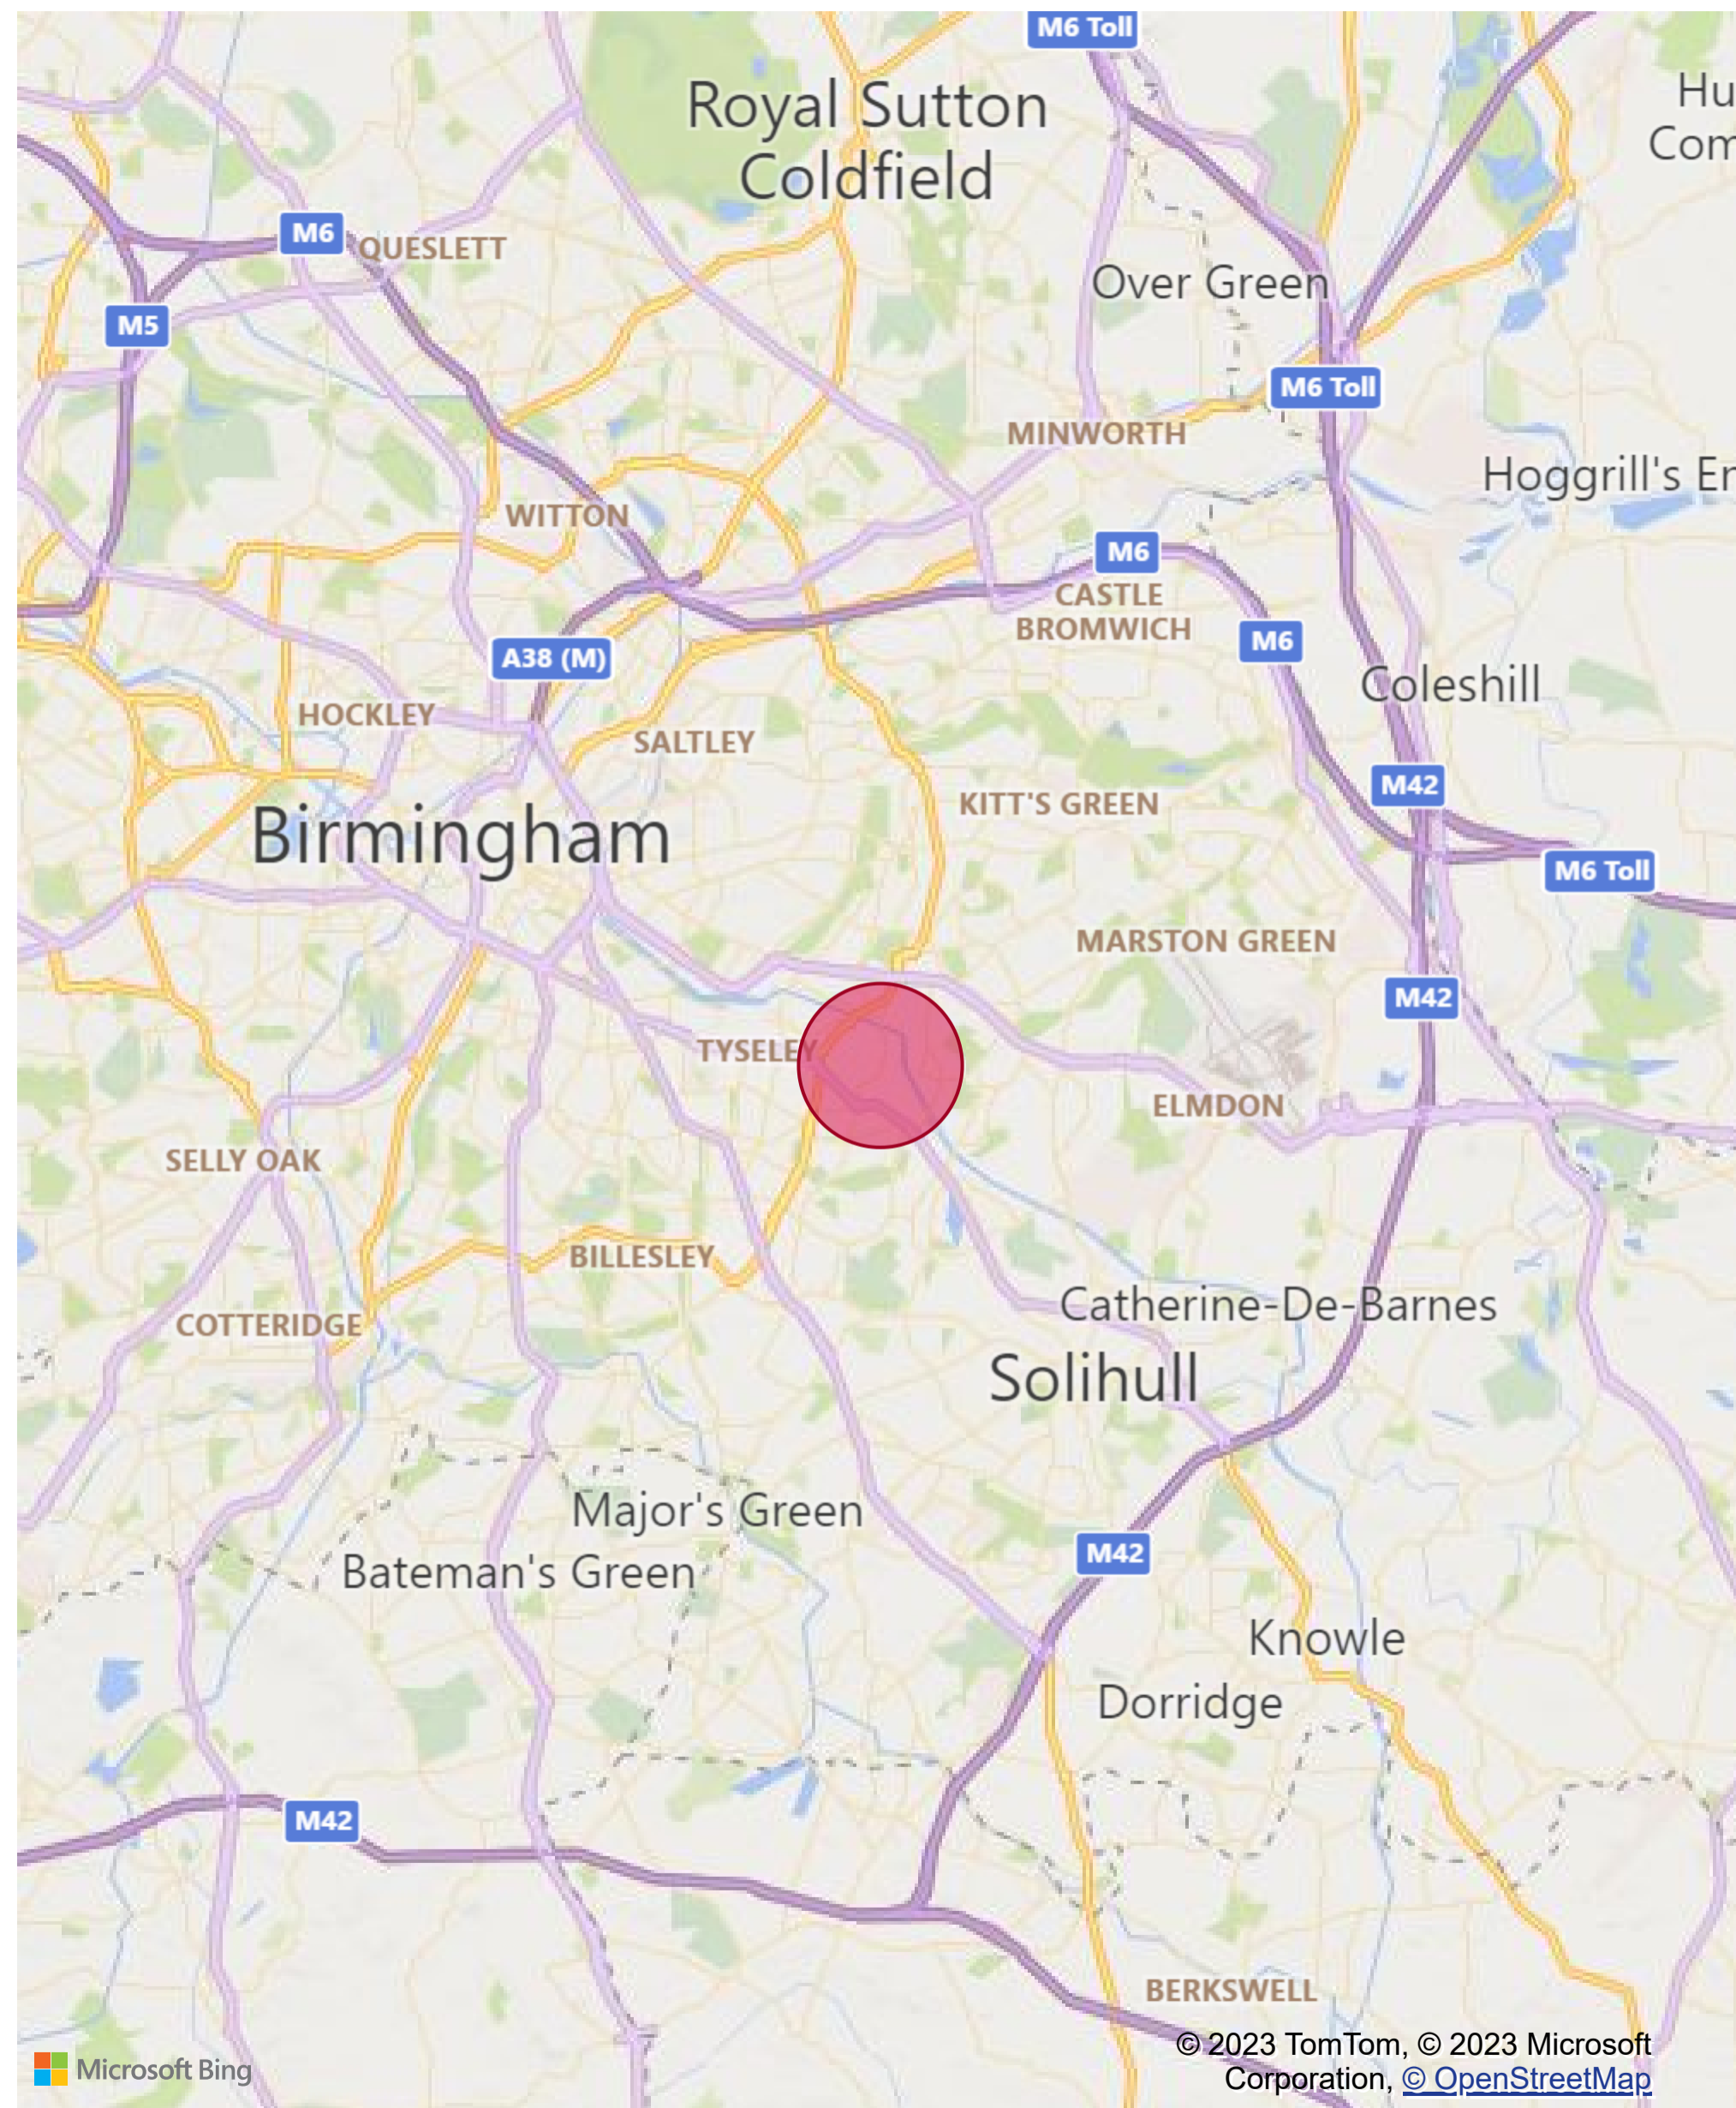 M6 Toll
Royal Sutton
Coldfield
Hu
Com
M6
QUESLETT
Over Green
M5
M6 Toll
MINWORTH
Hoggrill's En
WITTON
M6
CASTLE
BROMWICH
M6
A38 (M)
Coleshill
HOCKLEY
SALTLEY
M42
KITT'S GREEN
Birmingham
M6 Toll
MARSTON GREEN
M42
TYSELEY
ELMDON
SELLY OAK
BILLESLEY
Catherine-De-Barnes
COTTERIDGE
Solihull
Major's Green
M42
Bateman's Green
Knowle
Dorridge
M42
BERKSWELL
© 2023 TomTom, © 2023 Microsoft
Corporation, © OpenStreetMap
Microsoft Bing